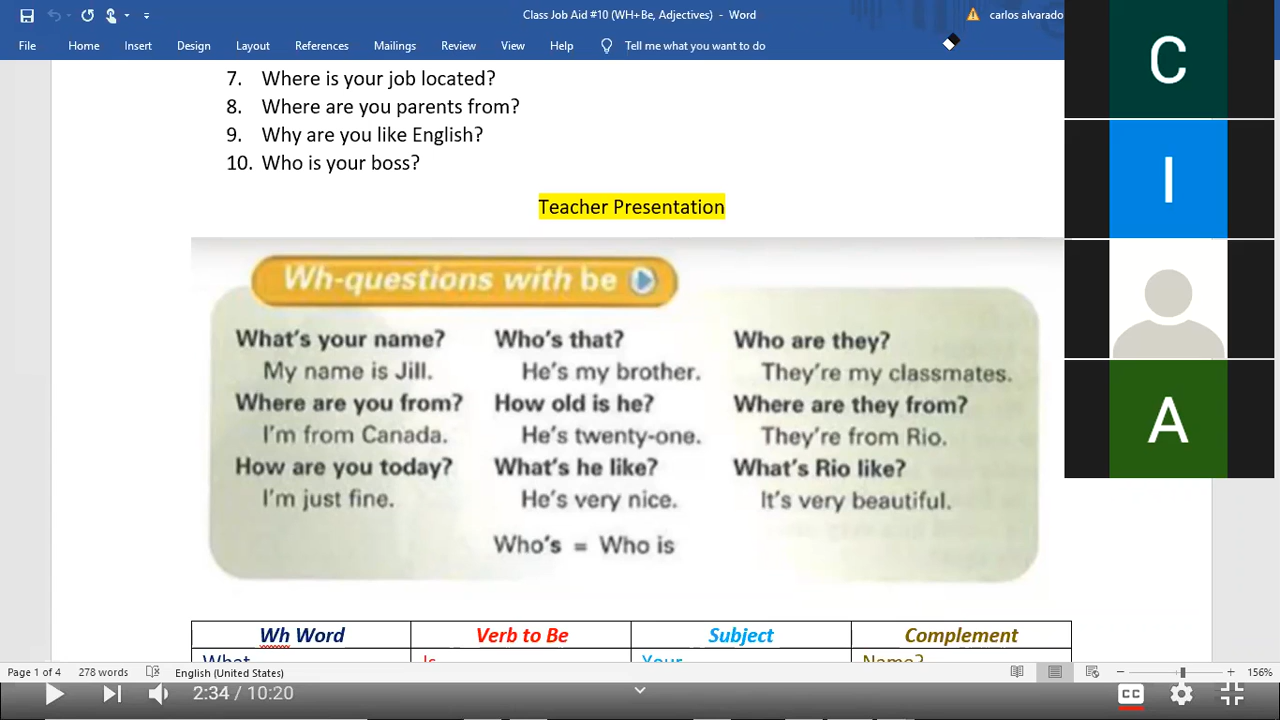 Class Job Aid #10 (WH+Be, Adjectives) - Word
carlos alvarado
File Home Insert Design Layout References Mailings Review View Help Tell me what you want to do
7. Where is your job located?
8. Where are you parents from?
9. Why are you like English?
10. Who is your boss?
Teacher Presentation
Wh-questions with be
What's your name? Who's that? Who are they?
My name is Jill. He's my brother. They're my classmates.
Where are you from? How old is he? Where are they from?
I'm from Canada. He's twenty-one. They're from Rio.
How are you today? What's he like? What's Rio like?
I'm just fine. He's very nice. It's very beautiful.
Who's = Who is
Wh Word Verb to Be Subject Complement
What Is Your Name?
Page 1 of 4 278 words English (United States) 156%
2:34 / 10:20 CC
C
I
A